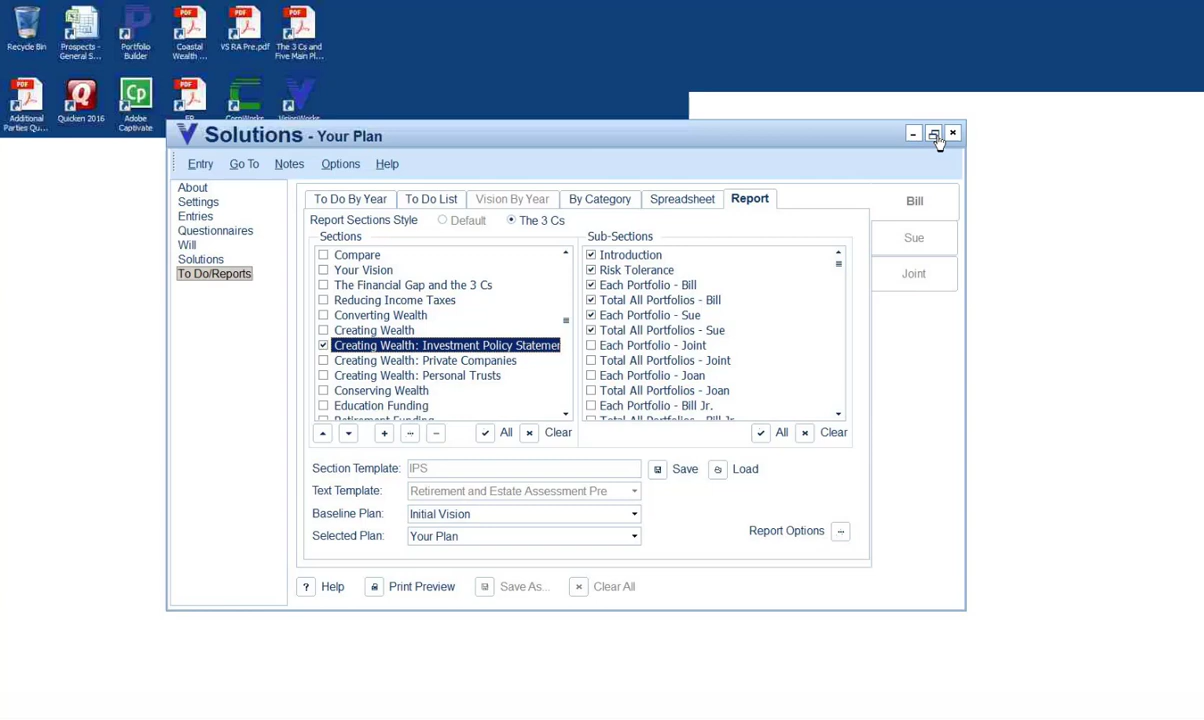 Recycle Bin
Prospects - General S...
Portfolio Builder
Coastal Wealth ...
VS RA Pre.pdf
The 3 Cs and Five Main Pl...
Additional Parties Qu...
Quicken 2016
Adobe Captivate
Solutions - Your Plan
Entry Go To Notes Options Help
About
Settings
Entries
Questionnaires
Will
Solutions
To Do/Reports
To Do By Year To Do List Vision By Year By Category Spreadsheet Report
Report Sections Style Default The 3 Cs
Sections
Compare
Your Vision
The Financial Gap and the 3 Cs
Reducing Income Taxes
Converting Wealth
Creating Wealth
Creating Wealth: Investment Policy Statemen
Creating Wealth: Private Companies
Creating Wealth: Personal Trusts
Conserving Wealth
Education Funding
Retirement Funding
Sub-Sections
Introduction
Risk Tolerance
Each Portfolio - Bill
Total All Portfolios - Bill
Each Portfolio - Sue
Total All Portfolios - Sue
Each Portfolio - Joint
Total All Portfolios - Joint
Each Portfolio - Joan
Total All Portfolios - Joan
Each Portfolio - Bill Jr.
Total All Portfolios - Bill Jr
All Clear
All Clear
Section Template: IPS Save Load
Text Template: Retirement and Estate Assessment Pre
Baseline Plan: Initial Vision
Selected Plan: Your Plan
Report Options
Help Print Preview Save As... Clear All
Bill
Sue
Joint